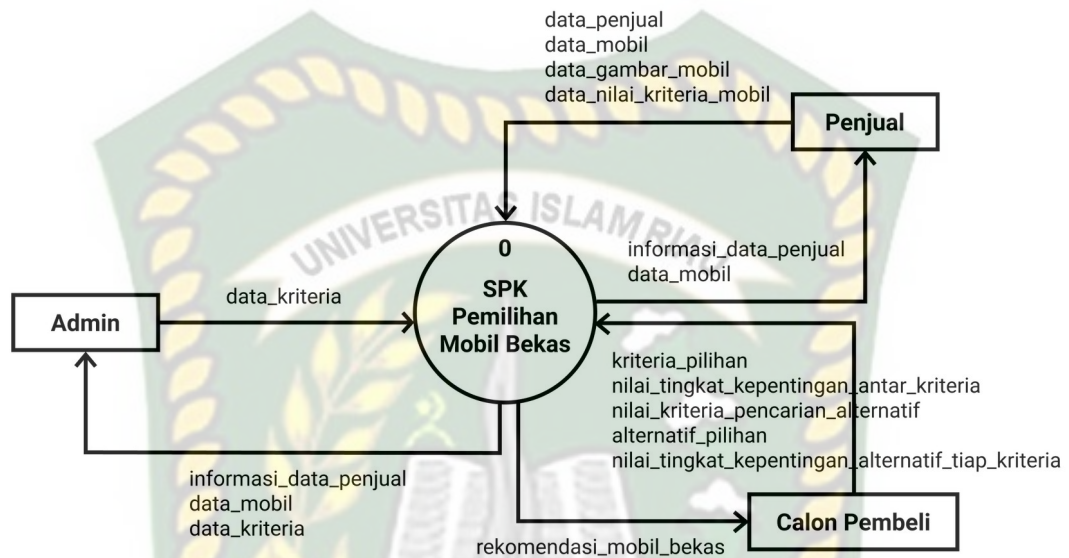 data_penjual
data_mobil
data_gambar_mobil
data_nilai_kriteria_mobil
Penjual
UNIVERSITAS ISLAM RIAU
0
SPK
Pemilihan
Mobil Bekas
informasi_data_penjual
data_mobil
data_kriteria
Admin
kriteria_pilihan
nilai_tingkat_kepentingan_antar_kriteria
nilai_kriteria_pencarian_alternatif
alternatif_pilihan
nilai_tingkat_kepentingan_alternatif_tiap_kriteria
informasi_data_penjual
data_mobil
data_kriteria
Calon Pembeli
rekomendasi_mobil_bekas